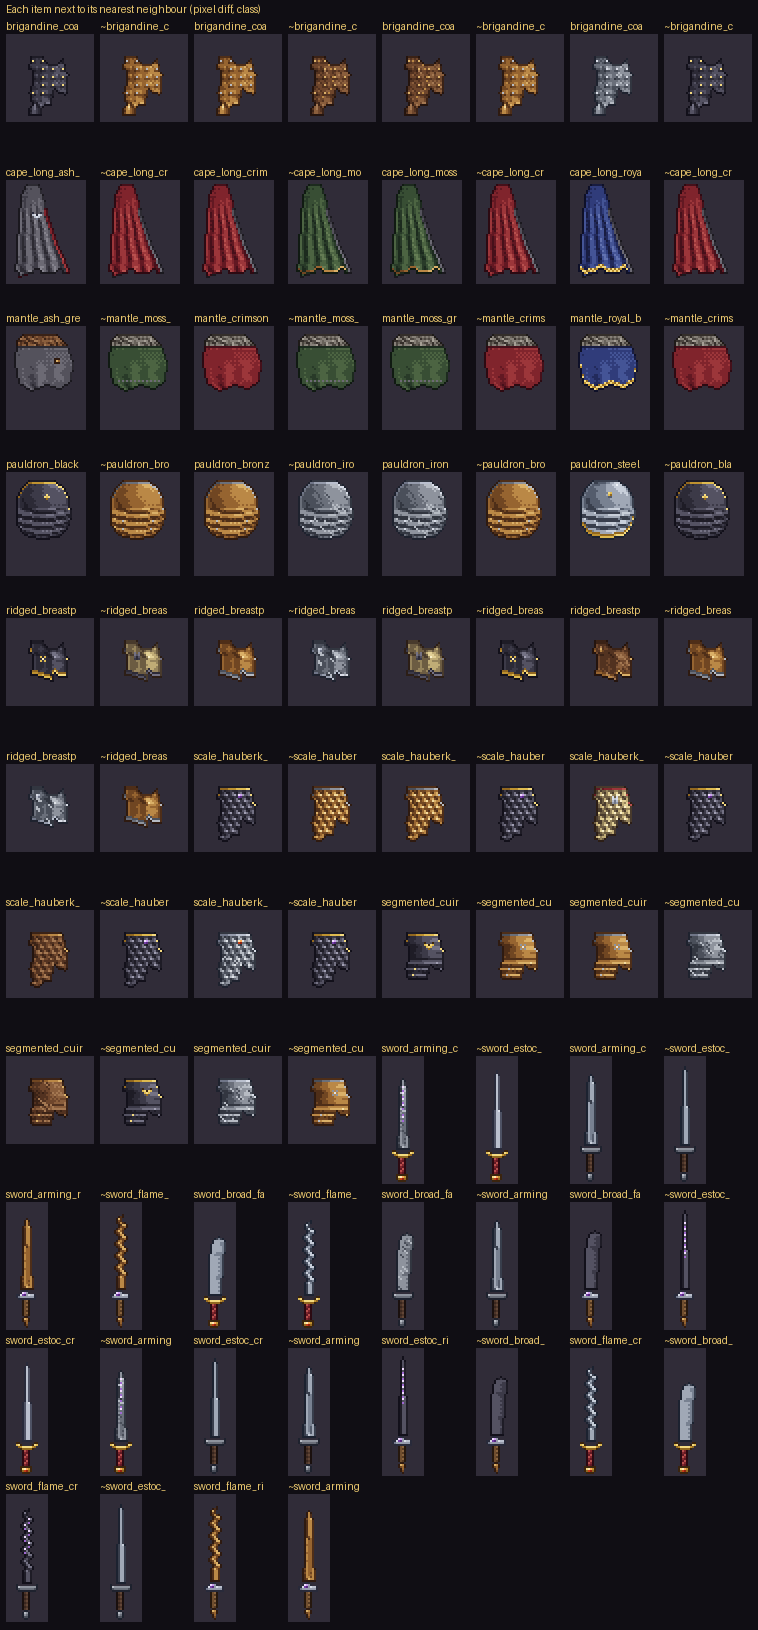 Each item next to its nearest neighbour (pixel diff, class)
brigandine_coa ~brigandine_c brigandine_coa ~brigandine_c brigandine_coa ~brigandine_c brigandine_coa ~brigandine_c
cape_long_ash_ ~cape_long_cr cape_long_crim ~cape_long_mo cape_long_moss ~cape_long_cr cape_long_roya ~cape_long_cr
mantle_ash_gre ~mantle_moss_ mantle_crimson ~mantle_moss_ mantle_moss_gr ~mantle_crims mantle_royal_b ~mantle_crims
pauldron_black ~pauldron_bro pauldron_bronz ~pauldron_iro pauldron_iron_ ~pauldron_bro pauldron_steel ~pauldron_bla
ridged_breastp ~ridged_breas ridged_breastp ~ridged_breas ridged_breastp ~ridged_breas ridged_breastp ~ridged_breas
ridged_breastp ~ridged_breas scale_hauberk_ ~scale_hauber scale_hauberk_ ~scale_hauber scale_hauberk_ ~scale_hauber
scale_hauberk_ ~scale_hauber scale_hauberk_ ~scale_hauber segmented_cuir ~segmented_cu segmented_cuir ~segmented_cu
segmented_cuir ~segmented_cu segmented_cuir ~segmented_cu sword_arming_c ~sword_estoc_ sword_arming_c ~sword_estoc_
sword_arming_r ~sword_flame_ sword_broad_fa ~sword_flame_ sword_broad_fa ~sword_arming sword_broad_fa ~sword_estoc_
sword_estoc_cr ~sword_arming sword_estoc_cr ~sword_arming sword_estoc_ri ~sword_broad_ sword_flame_cr ~sword_broad_
sword_flame_cr ~sword_estoc_ sword_flame_ri ~sword_arming